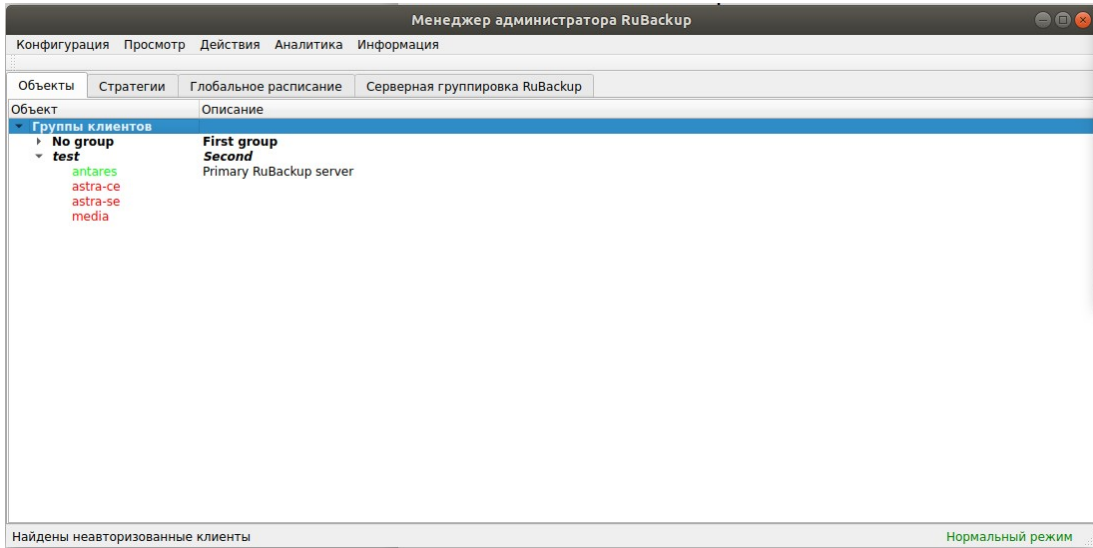 Менеджер администратора RuBackup
Конфигурация Просмотр Действия Аналитика Информация
Объекты Стратегии Глобальное расписание Серверная группировка RuBackup
Объект Описание
Группы клиентов
No group First group
test Second
antares Primary RuBackup server
astra-ce
astra-se
media
Найдены неавторизованные клиенты Нормальный режим